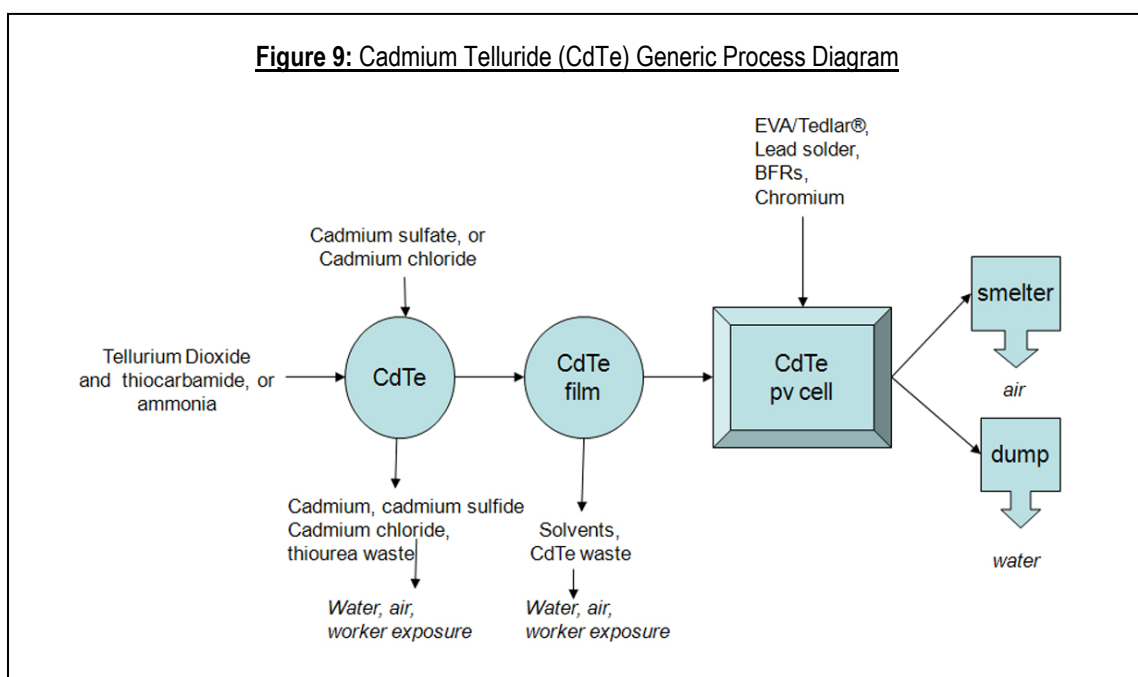 Figure 9: Cadmium Telluride (CdTe) Generic Process Diagram
EVA/Tedlar®,
Lead solder,
BFRs,
Chromium
Cadmium sulfate, or
Cadmium chloride
smelter
Tellurium Dioxide
and thiocarbamide, or
ammonia
CdTe
CdTe
film
CdTe
pv cell
air
dump
Cadmium, cadmium sulfide
Cadmium chloride,
thiourea waste
Solvents,
CdTe waste
water
Water, air,
worker exposure
Water, air,
worker exposure